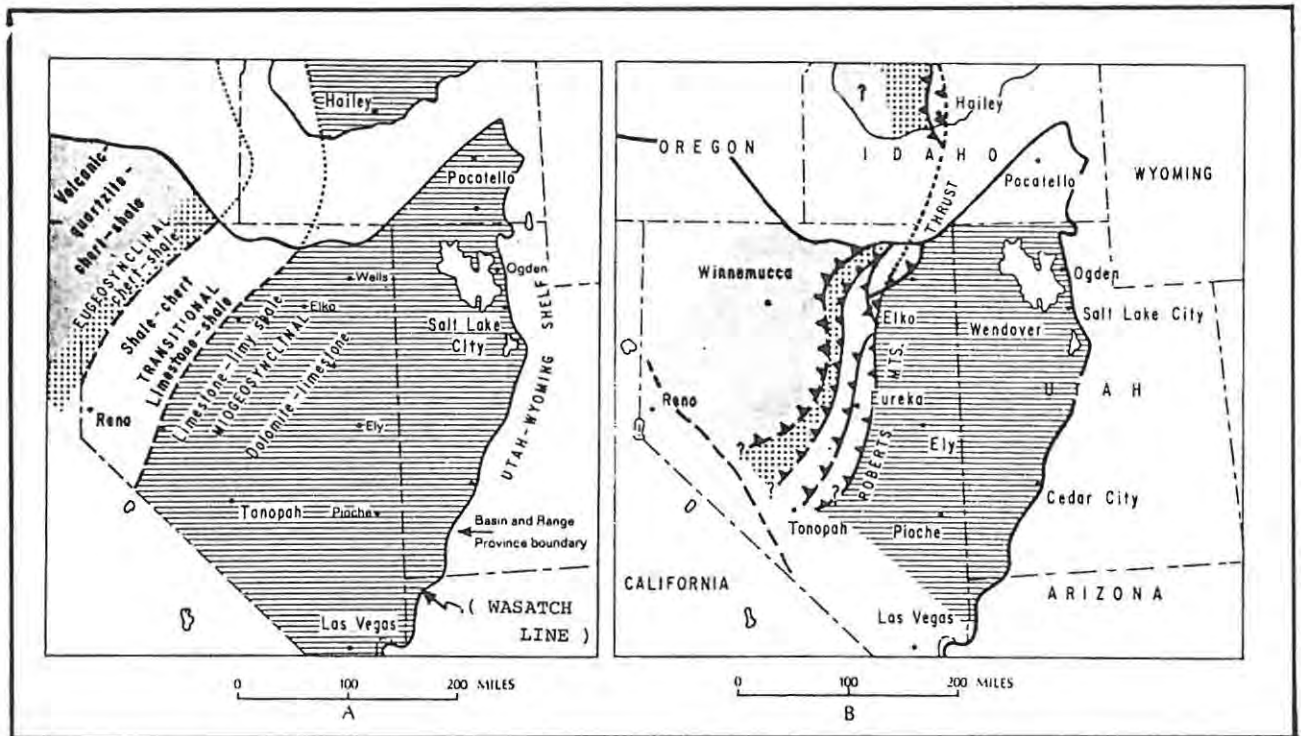 Hailey
Pocatello
Volcanic-
quartzite-
chert-shale
EUGEOSYNCLINAL
-chert-shale
Shale-chert
TRANSITIONAL
Limestone-shale
Limestone-limy shale
MIOGEOSYNCLINAL
Dolomite-limestone
Wells
Elko
Ogden
Salt Lake
City
UTAH-WYOMING SHELF
Reno
Ely
Tonopah
Pioche
Basin and Range
Province boundary
( WASATCH
LINE )
Las Vegas
0 100 200 MILES
A
?
Hailey
OREGON
IDAHO
WYOMING
Pocatello
THRUST
Winnemucca
Ogden
Elko
Wendover
Salt Lake City
MTS.
UTAH
Reno
Eureka
Ely
ROBERTS
?
?
?
Cedar City
Tonopah
Pioche
CALIFORNIA
ARIZONA
Las Vegas
0 100 200 MILES
B